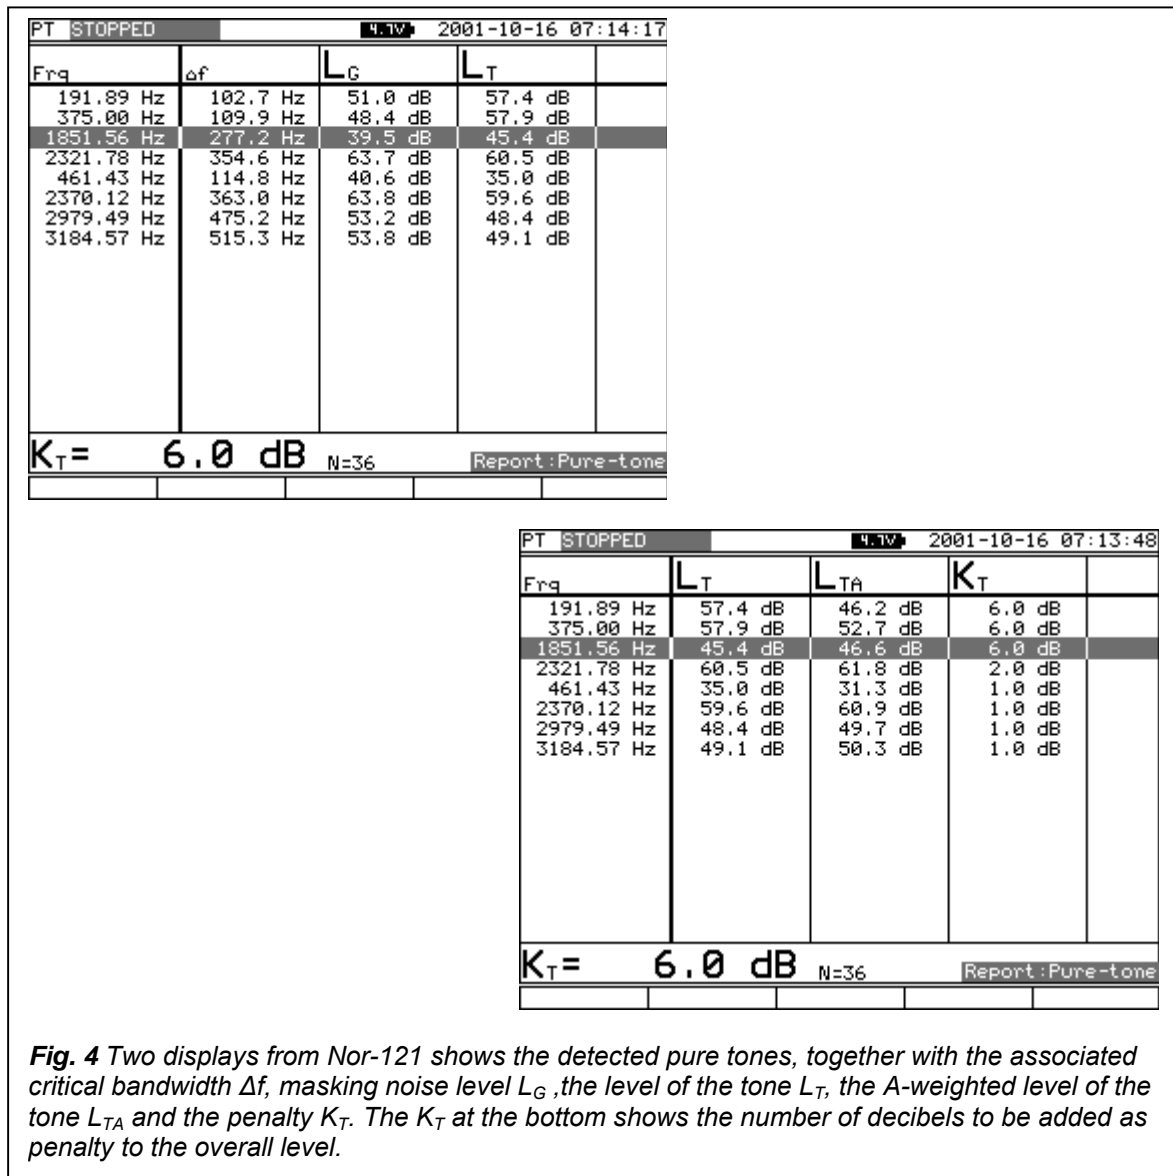 PT STOPPED 4.7V 2001-10-16 07:14:17
Frq Δf LG LT
191.89 Hz 102.7 Hz 51.0 dB 57.4 dB
375.00 Hz 109.9 Hz 48.4 dB 57.9 dB
1851.56 Hz 277.2 Hz 39.5 dB 45.4 dB
2321.78 Hz 354.6 Hz 63.7 dB 60.5 dB
461.43 Hz 114.8 Hz 40.6 dB 35.0 dB
2370.12 Hz 363.0 Hz 63.8 dB 59.6 dB
2979.49 Hz 475.2 Hz 53.2 dB 48.4 dB
3184.57 Hz 515.3 Hz 53.8 dB 49.1 dB
KT= 6.0 dB N=36 Report:Pure-tone
PT STOPPED 4.7V 2001-10-16 07:13:48
Frq LT LTA KT
191.89 Hz 57.4 dB 46.2 dB 6.0 dB
375.00 Hz 57.9 dB 52.7 dB 6.0 dB
1851.56 Hz 45.4 dB 46.6 dB 6.0 dB
2321.78 Hz 60.5 dB 61.8 dB 2.0 dB
461.43 Hz 35.0 dB 31.3 dB 1.0 dB
2370.12 Hz 59.6 dB 60.9 dB 1.0 dB
2979.49 Hz 48.4 dB 49.7 dB 1.0 dB
3184.57 Hz 49.1 dB 50.3 dB 1.0 dB
KT= 6.0 dB N=36 Report:Pure-tone
Fig. 4 Two displays from Nor-121 shows the detected pure tones, together with the associated
critical bandwidth Δf, masking noise level LG ,the level of the tone LT, the A-weighted level of the
tone LTA and the penalty KT. The KT at the bottom shows the number of decibels to be added as
penalty to the overall level.